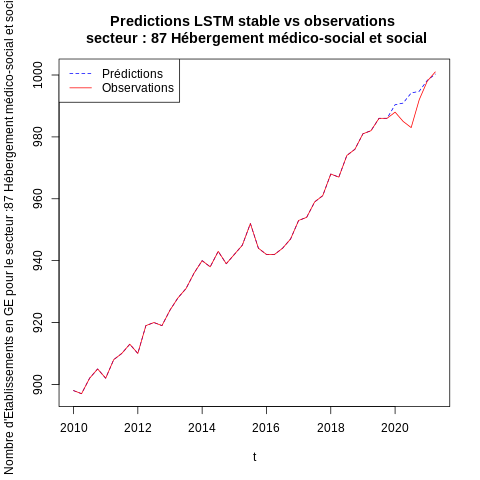 Predictions LSTM stable vs observations
secteur : 87 Hébergement médico-social et social
Nombre d'Etablissements en GE pour le secteur :87 Hébergement médico-social et soci
Prédictions
Observations
1000
980
960
940
920
900
2010 2012 2014 2016 2018 2020
t